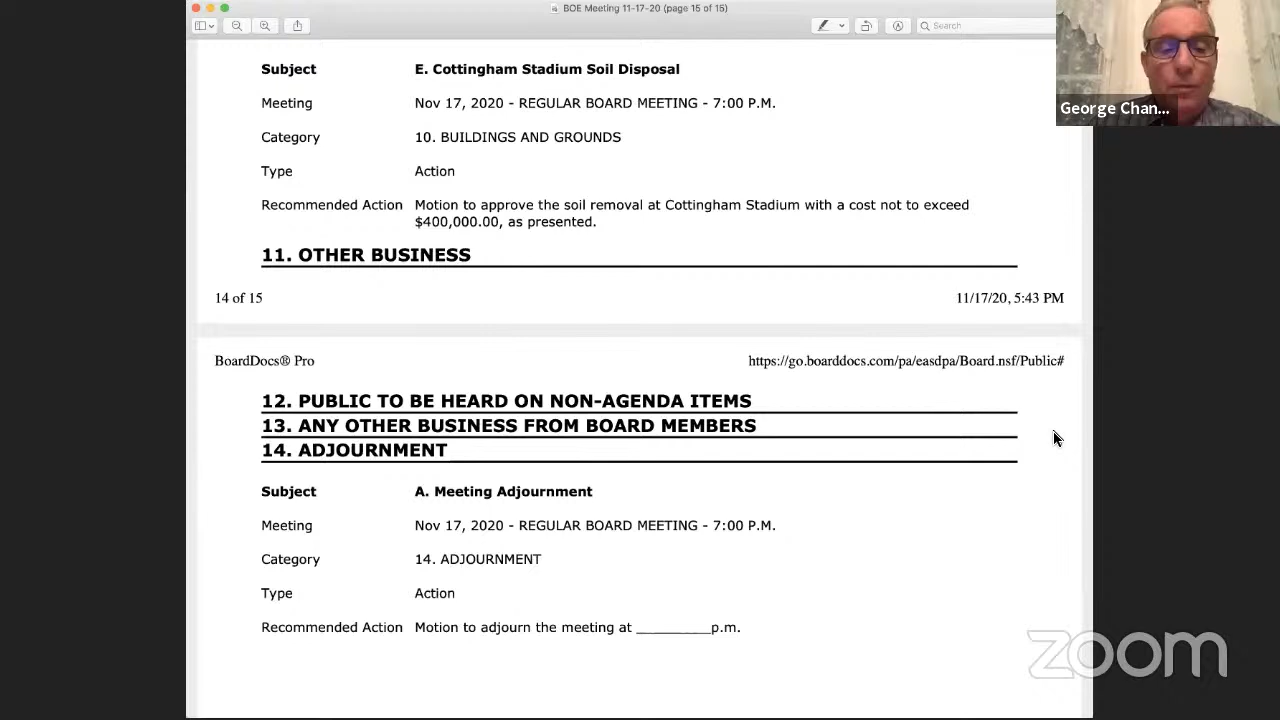 BOE Meeting 11-17-20 (page 15 of 15)
Search
George Chan...
Subject E. Cottingham Stadium Soil Disposal
Meeting Nov 17, 2020 - REGULAR BOARD MEETING - 7:00 P.M.
Category 10. BUILDINGS AND GROUNDS
Type Action
Recommended Action Motion to approve the soil removal at Cottingham Stadium with a cost not to exceed
$400,000.00, as presented.
11. OTHER BUSINESS
14 of 15 11/17/20, 5:43 PM
BoardDocs® Pro https://go.boarddocs.com/pa/easdpa/Board.nsf/Public#
12. PUBLIC TO BE HEARD ON NON-AGENDA ITEMS
13. ANY OTHER BUSINESS FROM BOARD MEMBERS
14. ADJOURNMENT
Subject A. Meeting Adjournment
Meeting Nov 17, 2020 - REGULAR BOARD MEETING - 7:00 P.M.
Category 14. ADJOURNMENT
Type Action
Recommended Action Motion to adjourn the meeting at _________p.m.
zoom